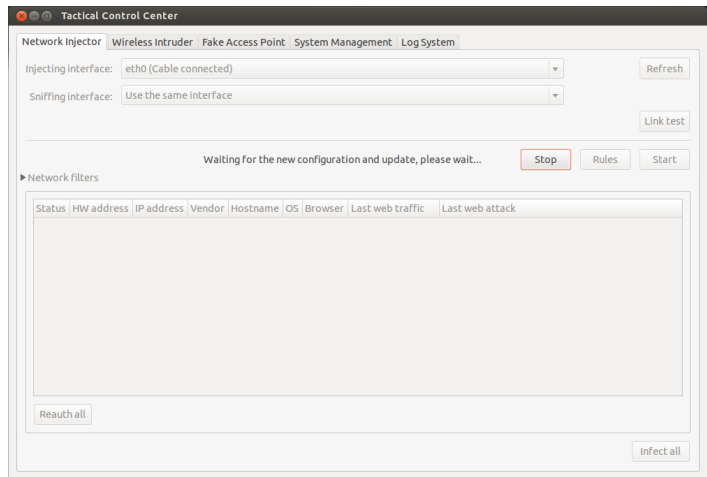 Tactical Control Center
Network Injector Wireless Intruder Fake Access Point System Management Log System
Injecting interface: eth0 (Cable connected) Refresh
Sniffing interface: Use the same interface
Link test
Waiting for the new configuration and update, please wait... Stop Rules Start
Network filters
Status HW address IP address Vendor Hostname OS Browser Last web traffic Last web attack
Reauth all
Infect all